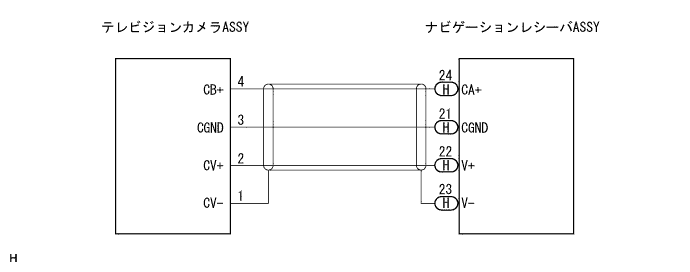 テレビジョンカメラASSY ナビゲーションレシーバASSY
CB+ 4 24 H CA+
CGND 3 21 H CGND
CV+ 2 22 H V+
CV- 1 23 H V-
H